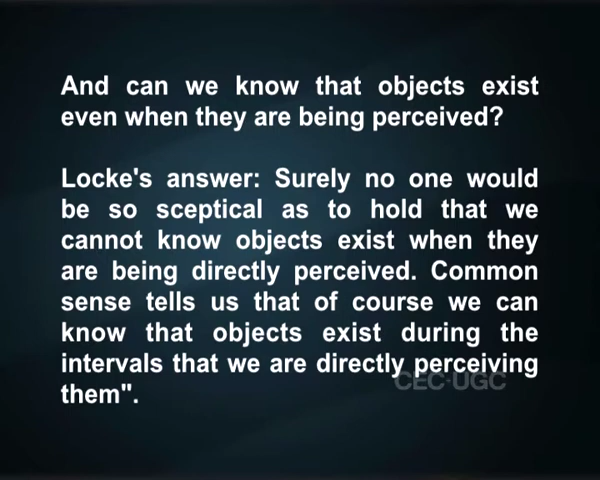 And can we know that objects exist
even when they are being perceived?
Locke's answer: Surely no one would
be so sceptical as to hold that we
cannot know objects exist when they
are being directly perceived. Common
sense tells us that of course we can
know that objects exist during the
intervals that we are directly perceiving
CEC-UGC
them".